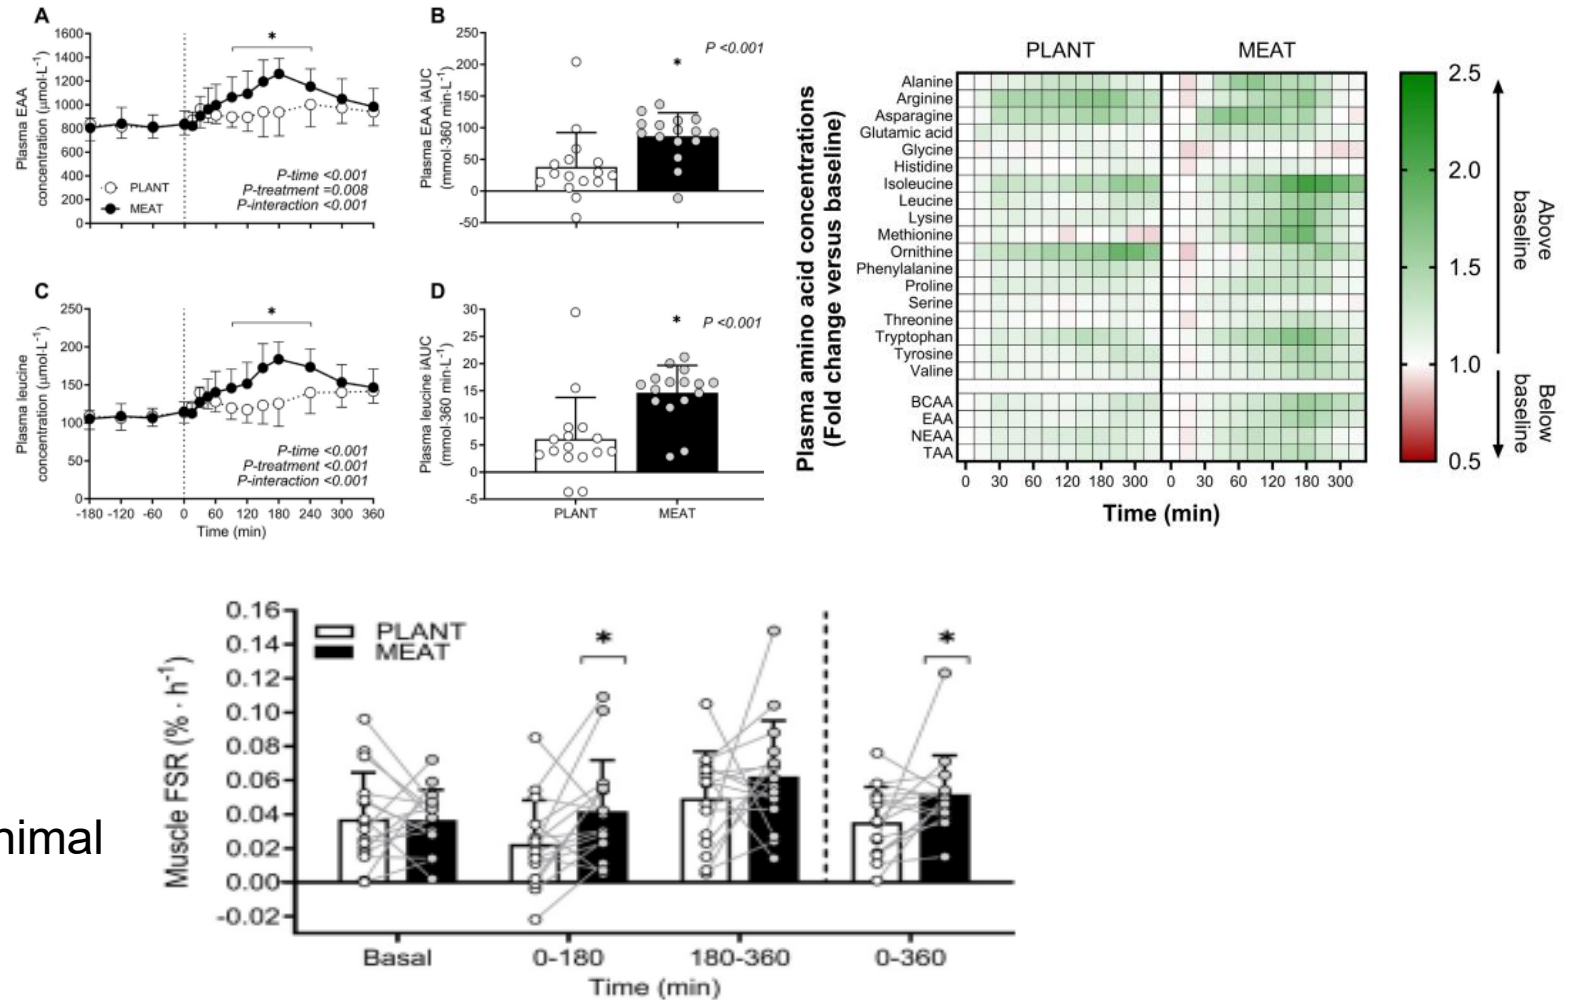 A
Plasma EAA
concentration (μmol·L⁻¹)
1600
1400
1200
1000
800
600
400
200
0
*
PLANT
MEAT
P-time <0.001
P-treatment =0.008
P-interaction <0.001
B
Plasma EAA iAUC
(mmol·360 min·L⁻¹)
250
200
150
100
50
0
-50
P <0.001
*
C
Plasma leucine
concentration (μmol·L⁻¹)
250
200
150
100
50
0
*
P-time <0.001
P-treatment <0.001
P-interaction <0.001
-180 -120 -60 0 60 120 180 240 300 360
Time (min)
D
Plasma leucine iAUC
(mmol·360 min·L⁻¹)
30
25
20
15
10
5
0
-5
*
P <0.001
PLANT MEAT
Plasma amino acid concentrations
(Fold change versus baseline)
PLANT MEAT
Alanine
Arginine
Asparagine
Glutamic acid
Glycine
Histidine
Isoleucine
Leucine
Lysine
Methionine
Ornithine
Phenylalanine
Proline
Serine
Threonine
Tryptophan
Tyrosine
Valine
BCAA
EAA
NEAA
TAA
0 30 60 120 180 300 0 30 60 120 180 300
Time (min)
2.5
2.0
1.5
1.0
0.5
Above
baseline
Below
baseline
nimal
Muscle FSR (% · h⁻¹)
0.16
0.14
0.12
0.10
0.08
0.06
0.04
0.02
0.00
-0.02
PLANT
MEAT
*
*
Basal 0-180 180-360 0-360
Time (min)